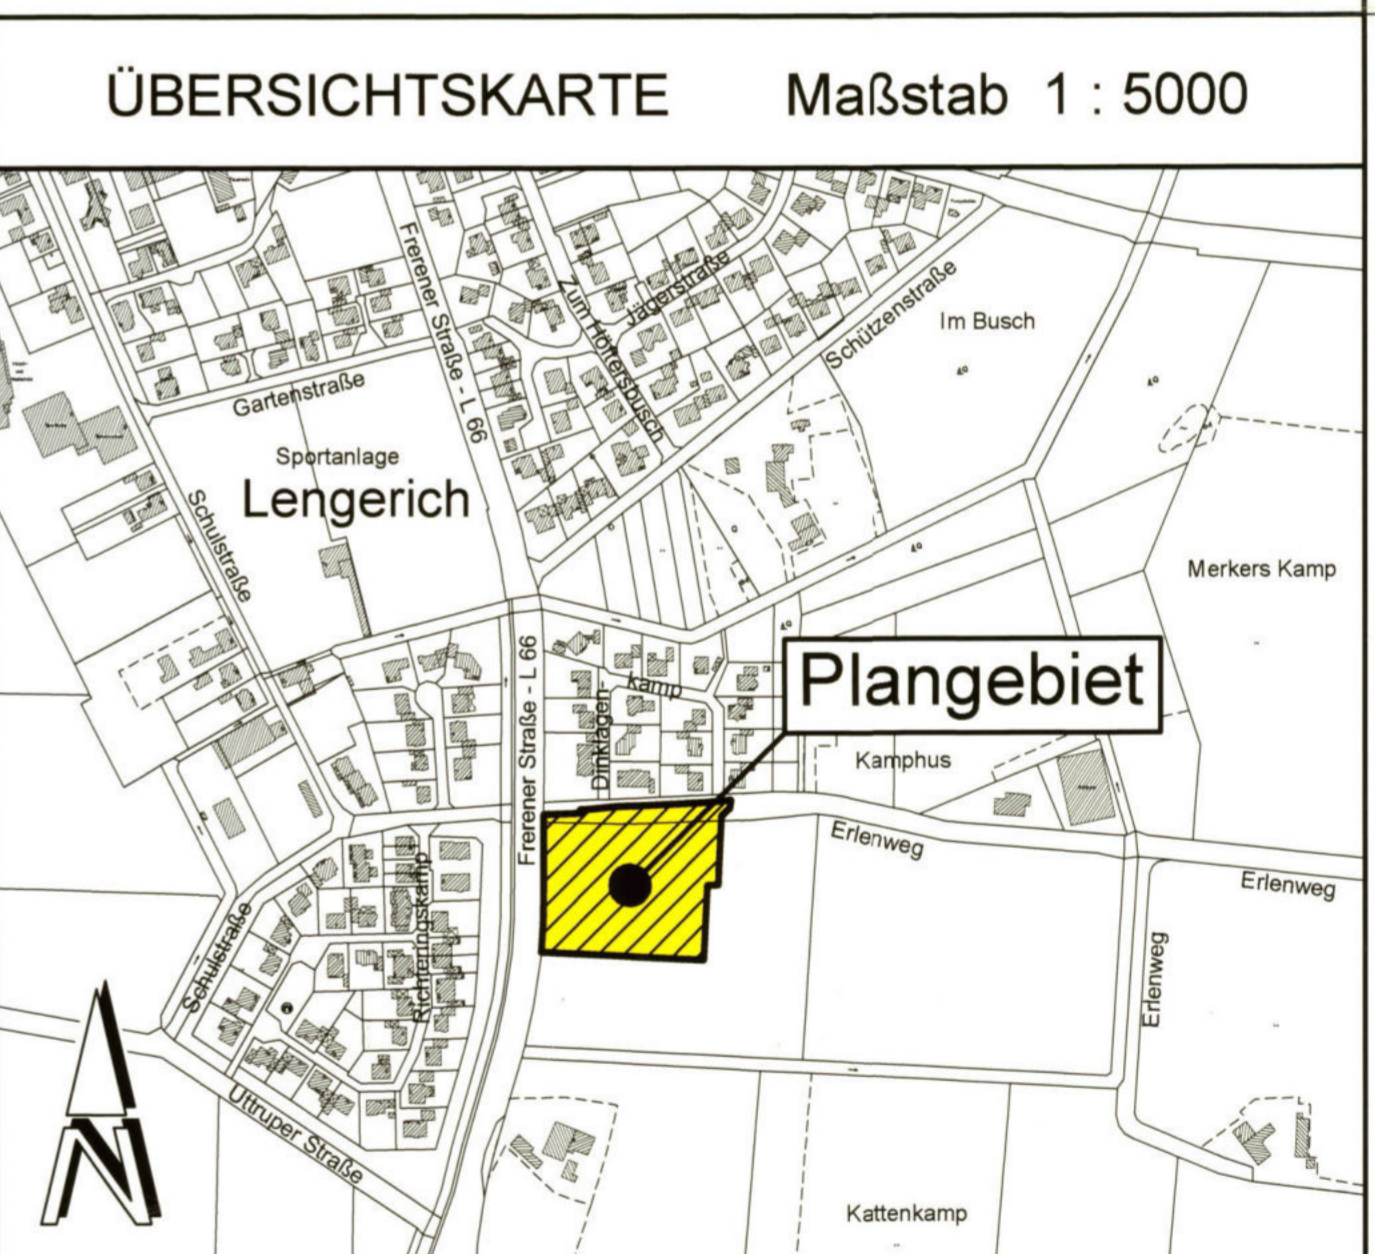 ÜBERSICHTSKARTE Maßstab 1 : 5000
Frerener Straße - L 66
Zum Höftersbusch
Jägerstraße
Schützenstraße
Im Busch
Gartenstraße
Sportanlage
Lengerich
Schulstraße
Merkers Kamp
Frerener Straße - L 66
Dinklagen-
kamp
Plangebiet
Kamphus
Erlenweg
Erlenweg
Erlenweg
Richteringskamp
Schulstraße
Uttruper Straße
Kattenkamp
N